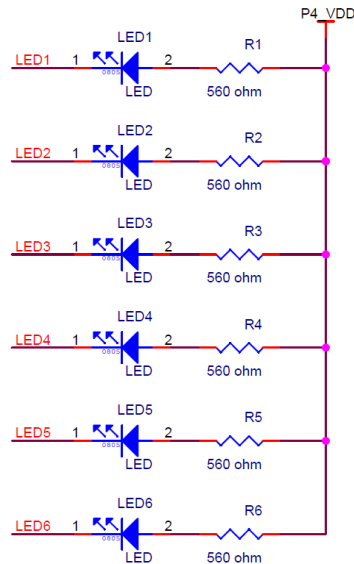 P4_VDD
LED1
LED1 1 2 R1
0805
LED 560 ohm
LED2
LED2 1 2 R2
0805
LED 560 ohm
LED3
LED3 1 2 R3
0805
LED 560 ohm
LED4
LED4 1 2 R4
0805
LED 560 ohm
LED5
LED5 1 2 R5
0805
LED 560 ohm
LED6
LED6 1 2 R6
0805
LED 560 ohm